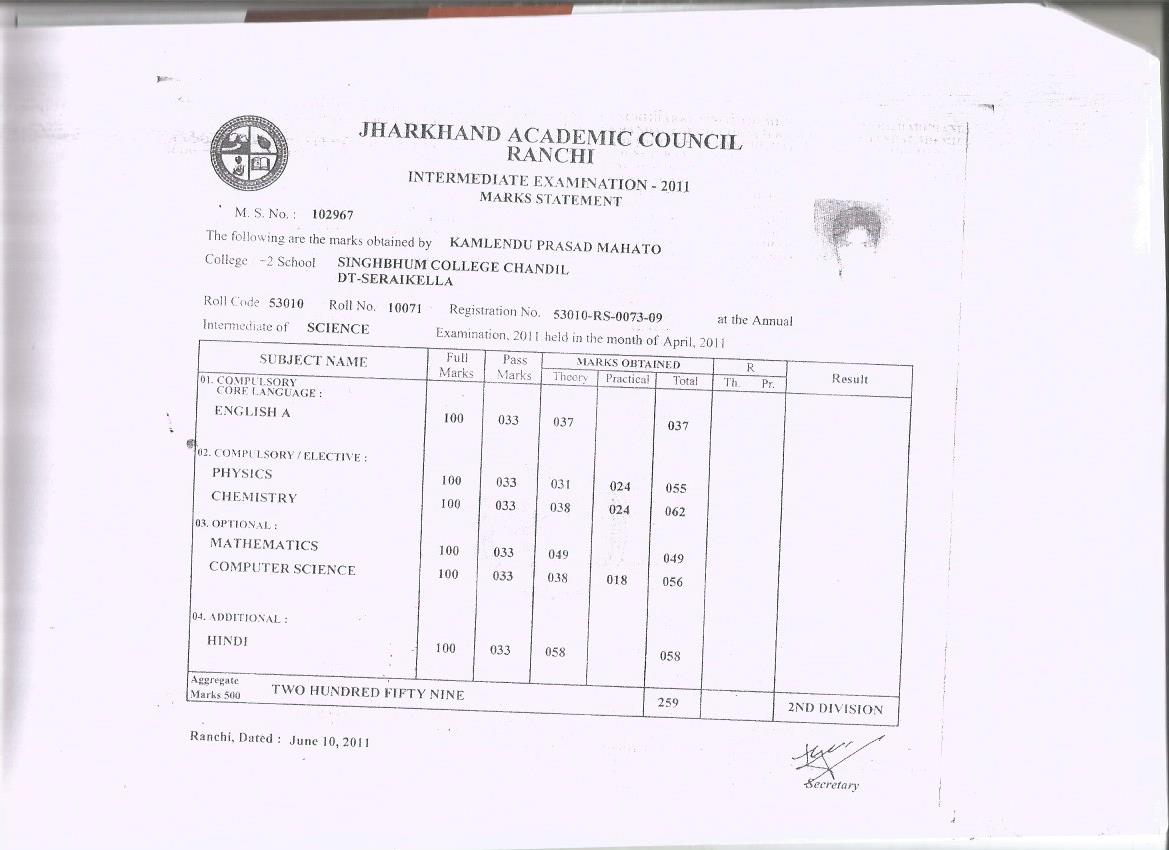 JHARKHAND ACADEMIC COUNCIL
RANCHI
INTERMEDIATE EXAMINATION - 2011
MARKS STATEMENT
M. S. No. : 102967
The following are the marks obtained by KAMLENDU PRASAD MAHATO
College -2 School SINGHBHUM COLLEGE CHANDIL
DT-SERAIKELLA
Roll Code 53010 Roll No. 10071 Registration No. 53010-RS-0073-09 at the Annual
Intermediate of SCIENCE Examination, 2011 held in the month of April, 2011
SUBJECT NAME Full Marks Pass Marks MARKS OBTAINED R Result
Theory Practical Total Th. Pr.
01. COMPULSORY
CORE LANGUAGE :
ENGLISH A 100 033 037 037
02. COMPULSORY / ELECTIVE :
PHYSICS 100 033 031 024 055
CHEMISTRY 100 033 038 024 062
03. OPTIONAL :
MATHEMATICS 100 033 049 049
COMPUTER SCIENCE 100 033 038 018 056
04. ADDITIONAL :
HINDI 100 033 058 058
Aggregate
Marks 500 TWO HUNDRED FIFTY NINE 259 2ND DIVISION
Ranchi, Dated : June 10, 2011
Secretary